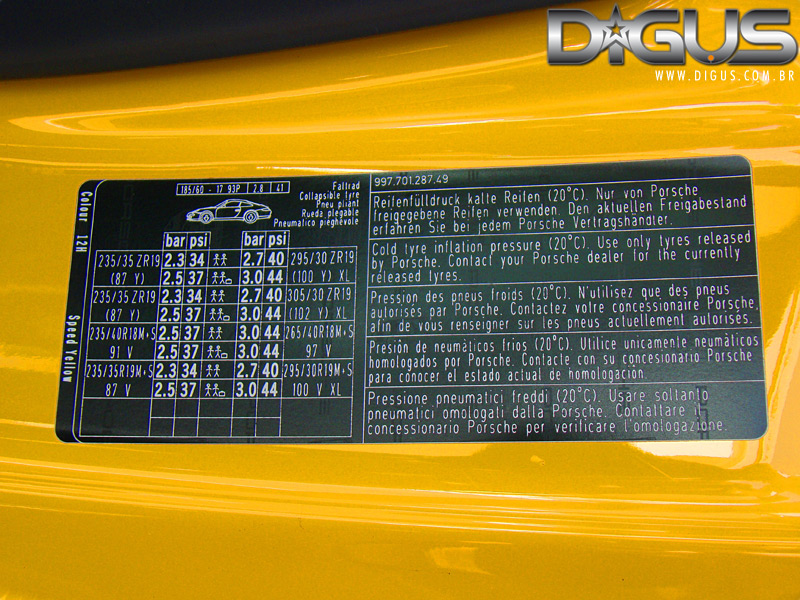 DIGUS
WWW.DIGUS.COM.BR
Colour 12H
Speed Yellow
185/60 - 17 93P 2.8 41
Faltrad
Collapsible tyre
Pneu pliant
Rueda plegable
Pneumatico pieghevole
bar psi bar psi
235/35 ZR19 2.3 34 2.7 40 295/30 ZR19
(87 Y) 2.5 37 3.0 44 (100 Y) XL
235/35 ZR19 2.3 34 2.7 40 305/30 ZR19
(87 Y) 2.5 37 3.0 44 (102 Y) XL
235/40R18M+S 2.5 37 3.0 44 265/40R18M+S
91 V 2.5 37 3.0 44 97 V
235/35R19M+S 2.3 34 2.7 40 295/30R19M+S
87 V 2.5 37 3.0 44 100 V XL
997.701.287.49
Reifenfülldruck kalte Reifen (20°C). Nur von Porsche
freigegebene Reifen verwenden. Den aktuellen Freigabestand
erfahren Sie bei jedem Porsche Vertragshändler.
Cold tyre inflation pressure (20°C). Use only tyres released
by Porsche. Contact your Porsche dealer for the currently
released tyres.
Pression des pneus froids (20°C). N'utilisez que des pneus
autorisés par Porsche. Contactez votre concessionaire Porsche,
afin de vous renseigner sur les pneus actuellement autorisés.
Presión de neumáticos fríos (20°C). Utilice unicamente neumáticos
homologados por Porsche. Contacte con su concesionario Porsche
para conocer el estado actual de homologación.
Pressione pneumatici freddi (20°C). Usare soltanto
pneumatici omologati dalla Porsche. Contattare il
concessionario Porsche per verificare l'omologazione.